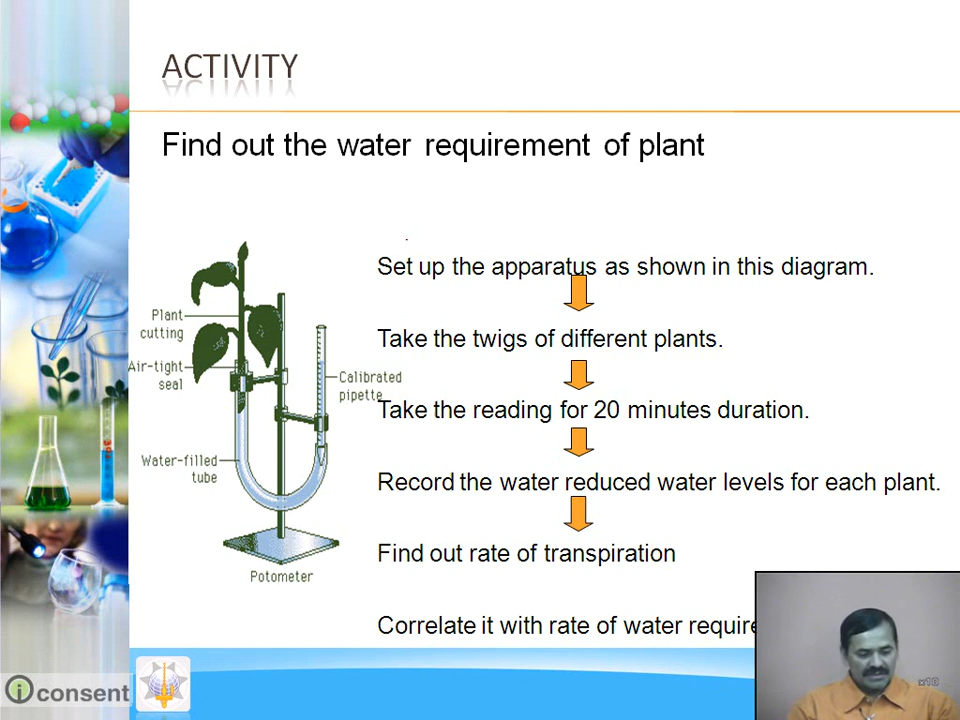 ACTIVITY
Find out the water requirement of plant
Set up the apparatus as shown in this diagram.
Take the twigs of different plants.
Take the reading for 20 minutes duration.
Record the water reduced water levels for each plant.
Find out rate of transpiration
Correlate it with rate of water require
Plant
cutting
Air-tight
seal
Calibrated
pipette
Water-filled
tube
Potometer
i consent
x10